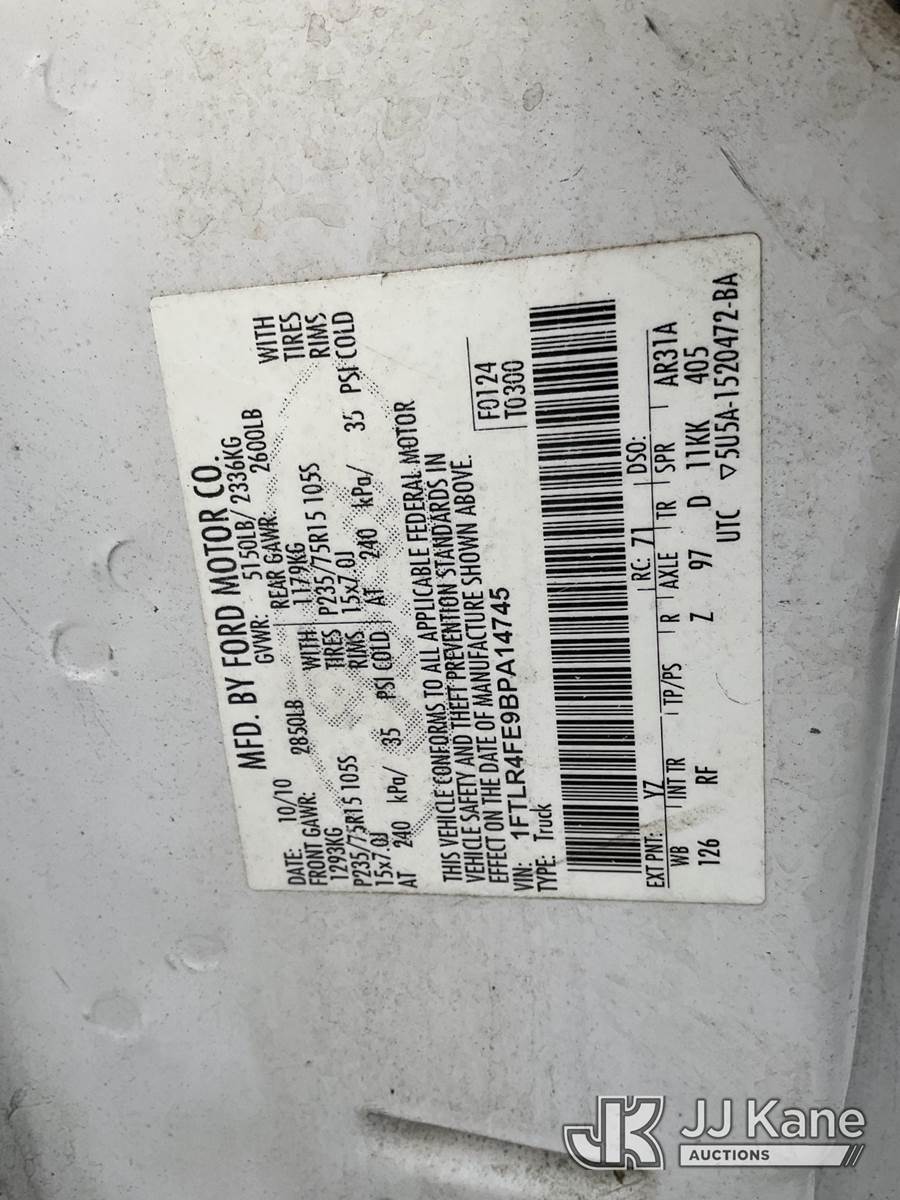 MFD. BY FORD MOTOR CO.
DATE: 10/10 GVWR: 5150LB/ 2336KG
FRONT GAWR: 2850LB REAR GAWR: 2600LB
1293KG WITH 1179KG WITH
P235/75R15 105S TIRES P235/75R15 105S TIRES
15x7.0J RIMS 15x7.0J RIMS
AT 240 kPa/ 35 PSI COLD AT 240 kPa/ 35 PSI COLD
THIS VEHICLE CONFORMS TO ALL APPLICABLE FEDERAL MOTOR
VEHICLE SAFETY AND THEFT PREVENTION STANDARDS IN
EFFECT ON THE DATE OF MANUFACTURE SHOWN ABOVE.
VIN: 1FTLR4FE9BPA14745
TYPE: Truck
F0124
T0300
EXT PNT: YZ RC: 71 DSO:
WB INT TR TP/PS R AXLE TR SPR AR31A
126 RF Z 97 D 11KK 405
UTC ▽5U5A-1520472-BA
JK JJ Kane
AUCTIONS